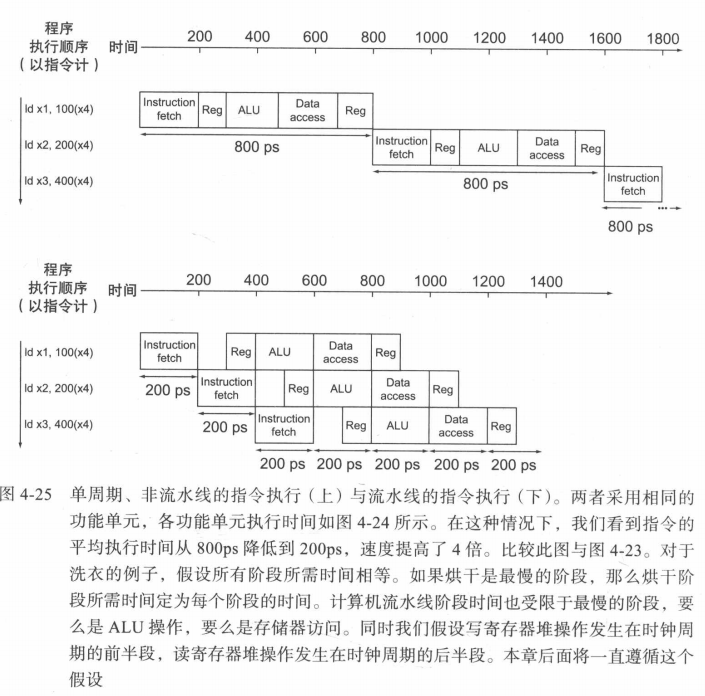 程序
执行顺序
（以指令计）
时间
200 400 600 800 1000 1200 1400 1600 1800
ld x1, 100(x4)
Instruction fetch Reg ALU Data access Reg
800 ps
ld x2, 200(x4)
Instruction fetch Reg ALU Data access Reg
800 ps
ld x3, 400(x4)
Instruction fetch
...
800 ps
程序
执行顺序
（以指令计）
时间
200 400 600 800 1000 1200 1400
ld x1, 100(x4)
Instruction fetch Reg ALU Data access Reg
200 ps
ld x2, 200(x4)
Instruction fetch Reg ALU Data access Reg
200 ps
ld x3, 400(x4)
Instruction fetch Reg ALU Data access Reg
200 ps 200 ps 200 ps 200 ps 200 ps
图 4-25 单周期、非流水线的指令执行（上）与流水线的指令执行（下）。两者采用相同的
功能单元，各功能单元执行时间如图 4-24 所示。在这种情况下，我们看到指令的
平均执行时间从 800ps 降低到 200ps，速度提高了 4 倍。比较此图与图 4-23。对于
洗衣的例子，假设所有阶段所需时间相等。如果烘干是最慢的阶段，那么烘干阶
段所需时间定为每个阶段的时间。计算机流水线阶段时间也受限于最慢的阶段，要
么是 ALU 操作，要么是存储器访问。同时我们假设写寄存器堆操作发生在时钟周
期的前半段，读寄存器堆操作发生在时钟周期的后半段。本章后面将一直遵循这个
假设